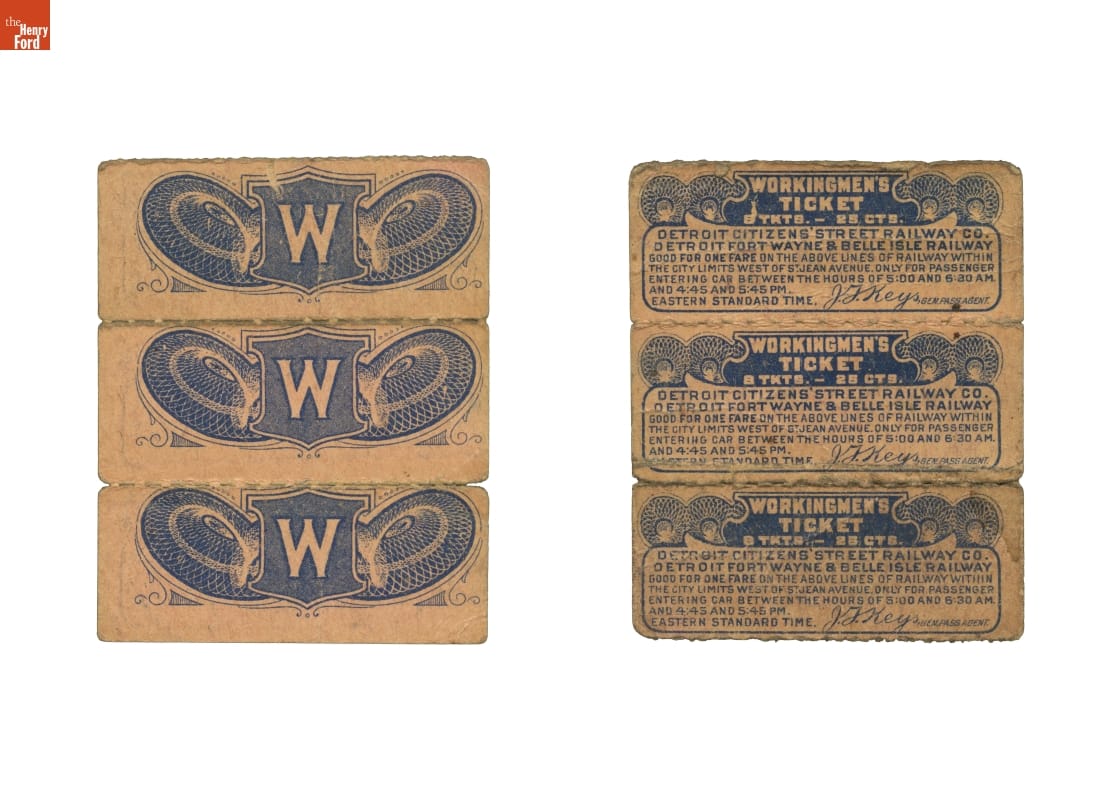 the
Henry
Ford
W
W
W
WORKINGMEN'S
TICKET
8 TKTS. – 25 CTS.
DETROIT CITIZENS' STREET RAILWAY CO.
DETROIT FORT WAYNE & BELLE ISLE RAILWAY
GOOD FOR ONE FARE ON THE ABOVE LINES OF RAILWAY WITHIN
THE CITY LIMITS WEST OF ST. JEAN AVENUE. ONLY FOR PASSENGER
ENTERING CAR BETWEEN THE HOURS OF 5:00 AND 6:30 AM.
AND 4:45 AND 5:45 PM.
EASTERN STANDARD TIME. J.F. Keys, GEN. PASS. AGENT.
WORKINGMEN'S
TICKET
8 TKTS. – 25 CTS.
DETROIT CITIZENS' STREET RAILWAY CO.
DETROIT FORT WAYNE & BELLE ISLE RAILWAY
GOOD FOR ONE FARE ON THE ABOVE LINES OF RAILWAY WITHIN
THE CITY LIMITS WEST OF ST. JEAN AVENUE. ONLY FOR PASSENGER
ENTERING CAR BETWEEN THE HOURS OF 5:00 AND 6:30 AM.
AND 4:45 AND 5:45 PM.
EASTERN STANDARD TIME. J.F. Keys, GEN. PASS AGENT.
WORKINGMEN'S
TICKET
8 TKTS. – 25 CTS.
DETROIT CITIZENS' STREET RAILWAY CO.
DETROIT FORT WAYNE & BELLE ISLE RAILWAY
GOOD FOR ONE FARE ON THE ABOVE LINES OF RAILWAY WITHIN
THE CITY LIMITS WEST OF ST. JEAN AVENUE. ONLY FOR PASSENGER
ENTERING CAR BETWEEN THE HOURS OF 5:00 AND 6:30 AM.
AND 4:45 AND 5:45 PM.
EASTERN STANDARD TIME. J.F. Keys, GEN. PASS AGENT.